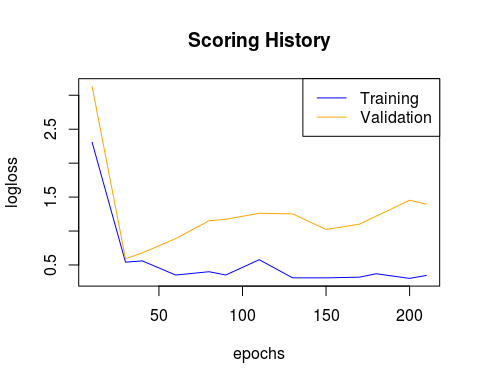 Scoring History
Training
Validation
logloss
2.5
1.5
0.5
50
100
150
200
epochs